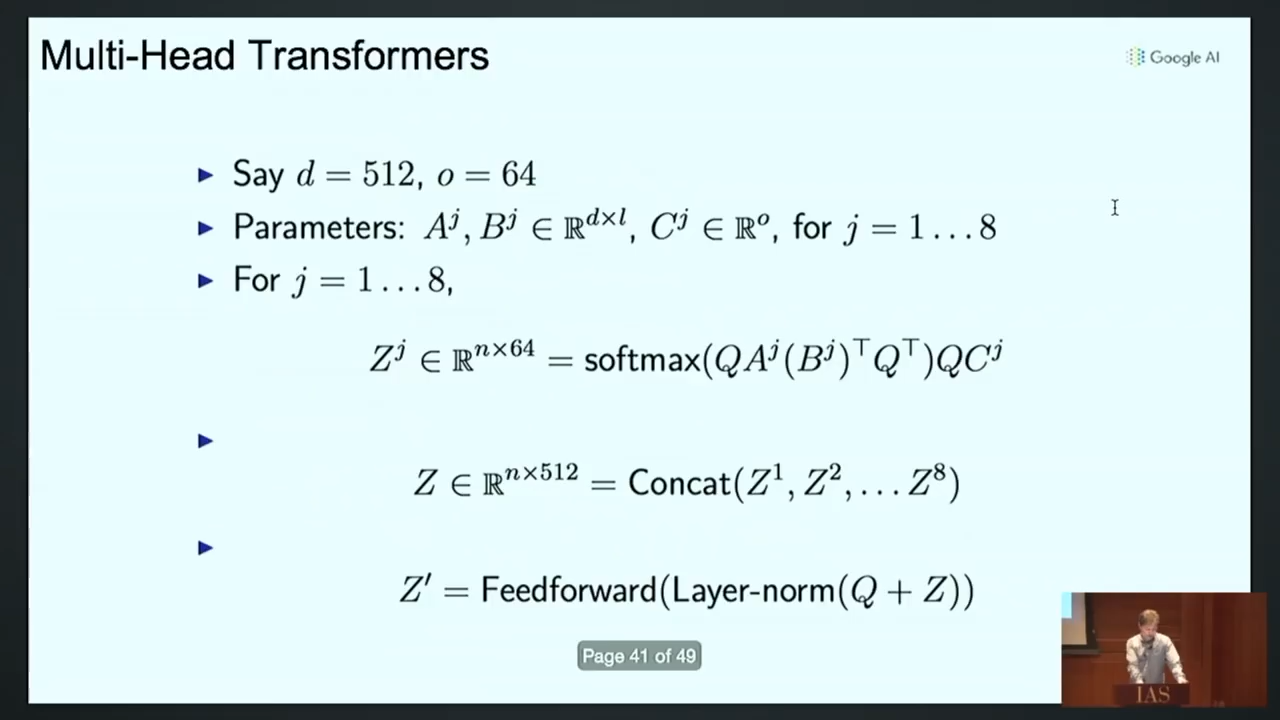 Multi-Head Transformers
Google AI
▶ Say d = 512, o = 64
▶ Parameters: A^j, B^j ∈ ℝ^{d×l}, C^j ∈ ℝ^o, for j = 1 … 8
▶ For j = 1 … 8,
Z^j ∈ ℝ^{n×64} = softmax(QA^j(B^j)^⊤Q^⊤)QC^j
▶
Z ∈ ℝ^{n×512} = Concat(Z^1, Z^2, … Z^8)
▶
Z′ = Feedforward(Layer-norm(Q + Z))
Page 41 of 49
IAS